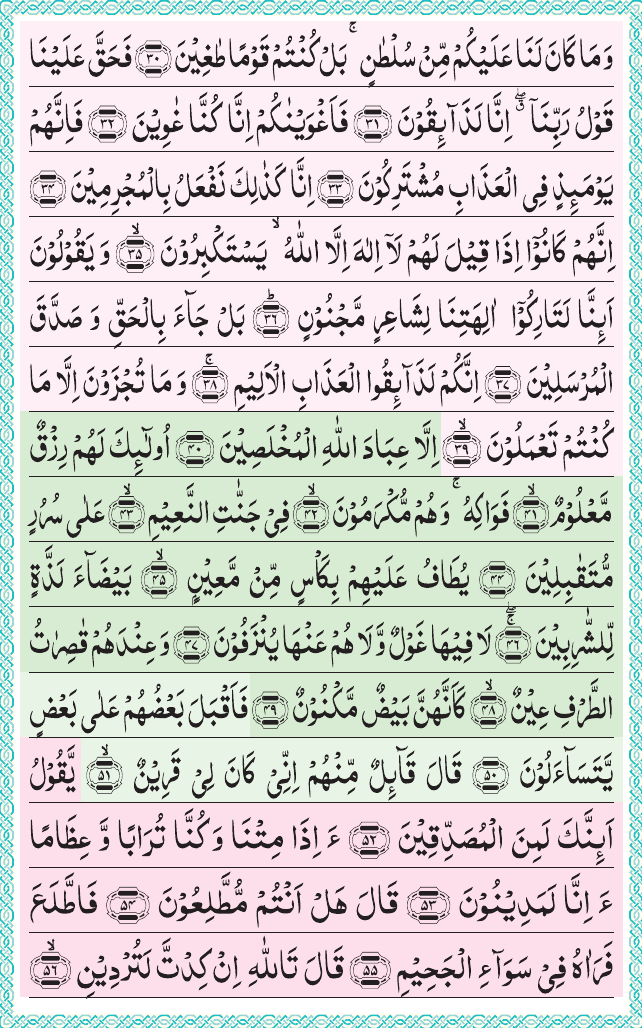 وَمَا كَانَ لَنَا عَلَيْكُمْ مِّنْ سُلْطٰنٍ ۚ بَلْ كُنْتُمْ قَوْمًا طٰغِيْنَ ﴿۳۰﴾ فَحَقَّ عَلَيْنَا
قَوْلُ رَبِّنَآ ۖۗ اِنَّا لَذَآىِٕقُوْنَ ﴿۳۱﴾ فَاَغْوَيْنٰكُمْ اِنَّا كُنَّا غٰوِيْنَ ﴿۳۲﴾ فَاِنَّهُمْ
يَوْمَىِٕذٍ فِى الْعَذَابِ مُشْتَرِكُوْنَ ﴿۳۳﴾ اِنَّا كَذٰلِكَ نَفْعَلُ بِالْمُجْرِمِيْنَ ﴿۳۴﴾
اِنَّهُمْ كَانُوْۤا اِذَا قِيْلَ لَهُمْ لَاۤ اِلٰهَ اِلَّا اللّٰهُ ۙ يَسْتَكْبِرُوْنَ ۙ﴿۳۵﴾ وَيَقُوْلُوْنَ
اَىِٕنَّا لَتَارِكُوْۤا اٰلِهَتِنَا لِشَاعِرٍ مَّجْنُوْنٍ ؕ﴿۳۶﴾ بَلْ جَآءَ بِالْحَقِّ وَ صَدَّقَ
الْمُرْسَلِيْنَ ﴿۳۷﴾ اِنَّكُمْ لَذَآىِٕقُوا الْعَذَابِ الْاَلِيْمِ ۚ﴿۳۸﴾ وَمَا تُجْزَوْنَ اِلَّا مَا
كُنْتُمْ تَعْمَلُوْنَ ۙ﴿۳۹﴾ اِلَّا عِبَادَ اللّٰهِ الْمُخْلَصِيْنَ ﴿۴۰﴾ اُولٰٓىِٕكَ لَهُمْ رِزْقٌ
مَّعْلُوْمٌ ۙ﴿۴۱﴾ فَوَاكِهُ ۚ وَهُمْ مُّكْرَمُوْنَ ۙ﴿۴۲﴾ فِىْ جَنّٰتِ النَّعِيْمِ ۙ﴿۴۳﴾ عَلٰى سُرُرٍ
مُّتَقٰبِلِيْنَ ﴿۴۴﴾ يُطَافُ عَلَيْهِمْ بِكَاْسٍ مِّنْ مَّعِيْنٍ ۙ﴿۴۵﴾ بَيْضَآءَ لَذَّةٍ
لِّلشّٰرِبِيْنَ ۖۚ﴿۴۶﴾ لَا فِيْهَا غَوْلٌ وَّلَا هُمْ عَنْهَا يُنْزَفُوْنَ ﴿۴۷﴾ وَعِنْدَهُمْ قٰصِرٰتُ
الطَّرْفِ عِيْنٌ ۙ﴿۴۸﴾ كَاَنَّهُنَّ بَيْضٌ مَّكْنُوْنٌ ﴿۴۹﴾ فَاَقْبَلَ بَعْضُهُمْ عَلٰى بَعْضٍ
يَّتَسَآءَلُوْنَ ﴿۵۰﴾ قَالَ قَآىِٕلٌ مِّنْهُمْ اِنِّىْ كَانَ لِىْ قَرِيْنٌ ۙ﴿۵۱﴾ يَّقُوْلُ
اَىِٕنَّكَ لَمِنَ الْمُصَدِّقِيْنَ ﴿۵۲﴾ ءَ اِذَا مِتْنَا وَكُنَّا تُرَابًا وَّ عِظَامًا
ءَ اِنَّا لَمَدِيْنُوْنَ ﴿۵۳﴾ قَالَ هَلْ اَنْتُمْ مُّطَّلِعُوْنَ ﴿۵۴﴾ فَاطَّلَعَ
فَرَاٰهُ فِىْ سَوَآءِ الْجَحِيْمِ ﴿۵۵﴾ قَالَ تَاللّٰهِ اِنْ كِدْتَّ لَتُرْدِيْنِ ۙ﴿۵۶﴾